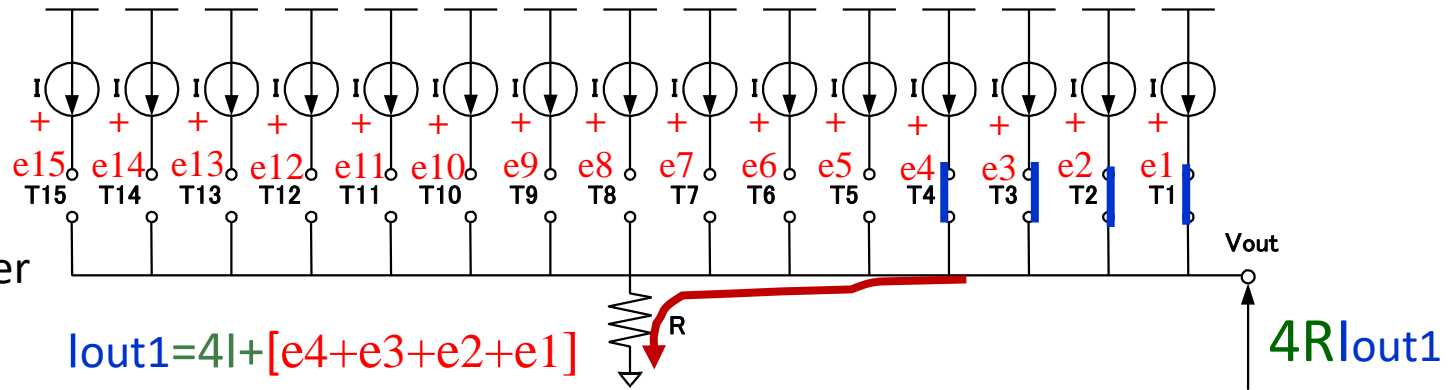 I I I I I I I I I I I I I I I
+ + + + + + + + + + + + + + +
e15 e14 e13 e12 e11 e10 e9 e8 e7 e6 e5 e4 e3 e2 e1
T15 T14 T13 T12 T11 T10 T9 T8 T7 T6 T5 T4 T3 T2 T1
Vout
er
R
Iout1=4I+[e4+e3+e2+e1]
4RIout1